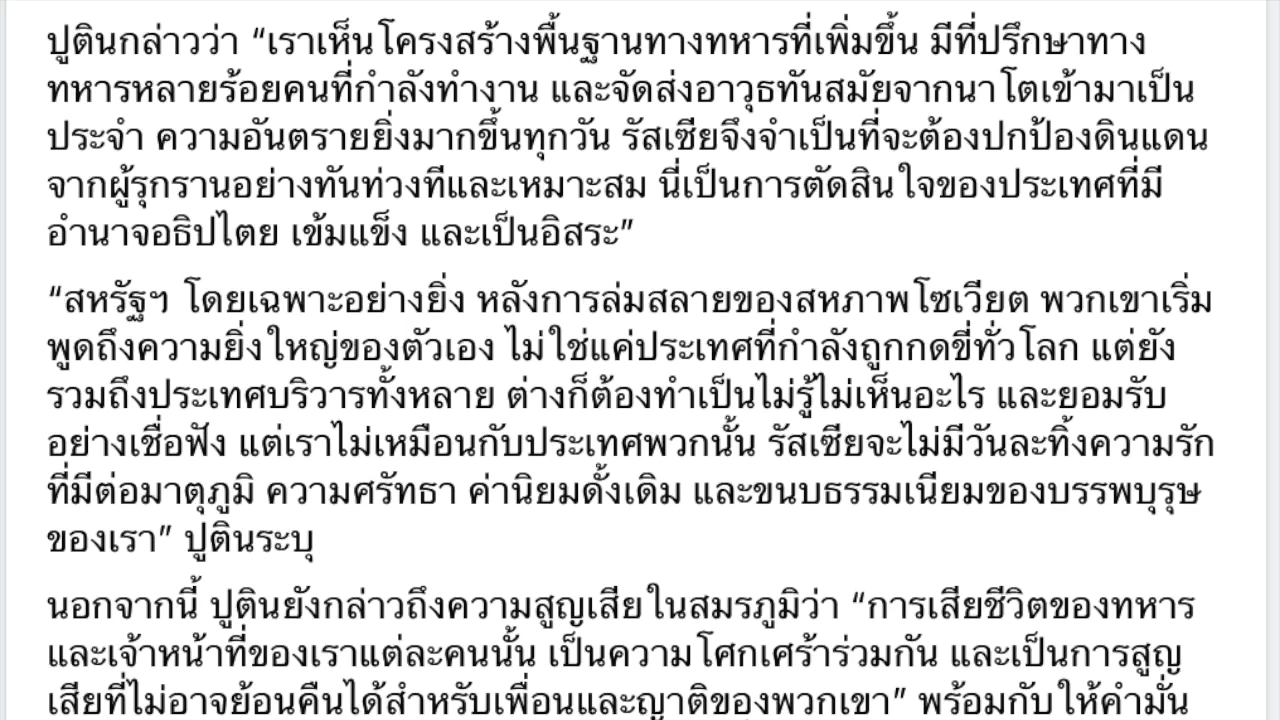 ปูตินกล่าวว่า “เราเห็นโครงสร้างพื้นฐานทางทหารที่เพิ่มขึ้น มีที่ปรึกษาทาง
ทหารหลายร้อยคนที่กำลังทำงาน และจัดส่งอาวุธทันสมัยจากนาโตเข้ามาเป็น
ประจำ ความอันตรายยิ่งมากขึ้นทุกวัน รัสเซียจึงจำเป็นที่จะต้องปกป้องดินแดน
จากผู้รุกรานอย่างทันท่วงทีและเหมาะสม นี่เป็นการตัดสินใจของประเทศที่มี
อำนาจอธิปไตย เข้มแข็ง และเป็นอิสระ”
“สหรัฐฯ โดยเฉพาะอย่างยิ่ง หลังการล่มสลายของสหภาพโซเวียต พวกเขาเริ่ม
พูดถึงความยิ่งใหญ่ของตัวเอง ไม่ใช่แค่ประเทศที่กำลังถูกกดขี่ทั่วโลก แต่ยัง
รวมถึงประเทศบริวารทั้งหลาย ต่างก็ต้องทำเป็นไม่รู้ไม่เห็นอะไร และยอมรับ
อย่างเชื่อฟัง แต่เราไม่เหมือนกับประเทศพวกนั้น รัสเซียจะไม่มีวันละทิ้งความรัก
ที่มีต่อมาตุภูมิ ความศรัทธา ค่านิยมดั้งเดิม และขนบธรรมเนียมของบรรพบุรุษ
ของเรา” ปูตินระบุ
นอกจากนี้ ปูตินยังกล่าวถึงความสูญเสียในสมรภูมิว่า “การเสียชีวิตของทหาร
และเจ้าหน้าที่ของเราแต่ละคนนั้น เป็นความโศกเศร้าร่วมกัน และเป็นการสูญ
เสียที่ไม่อาจย้อนคืนได้สำหรับเพื่อนและญาติของพวกเขา” พร้อมกับให้คำมั่น